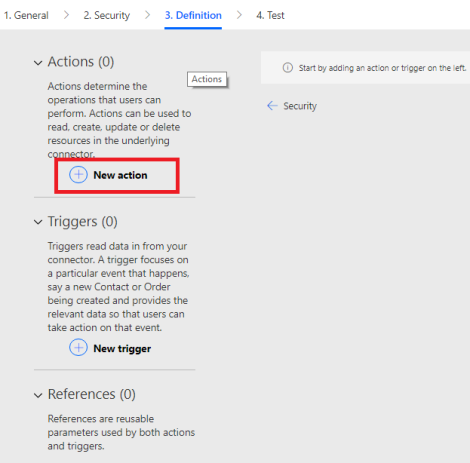 1. General > 2. Security > 3. Definition > 4. Test
Actions (0)
Actions
Actions determine the
operations that users can
perform. Actions can be used to
read, create, update or delete
resources in the underlying
connector.
New action
Triggers (0)
Triggers read data in from your
connector. A trigger focuses on
a particular event that happens,
say a new Contact or Order
being created and provides the
relevant data so that users can
take action on that event.
New trigger
References (0)
References are reusable
parameters used by both actions
and triggers.
Start by adding an action or trigger on the left.
Security